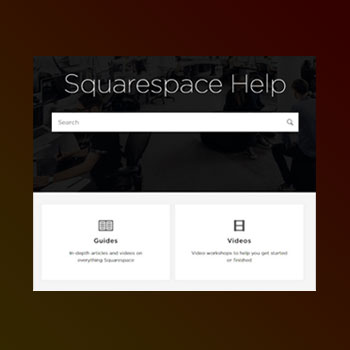 Squarespace Help
Search
Guides
In-depth articles and videos on
everything Squarespace
Videos
Video workshops to help you get started
or finished